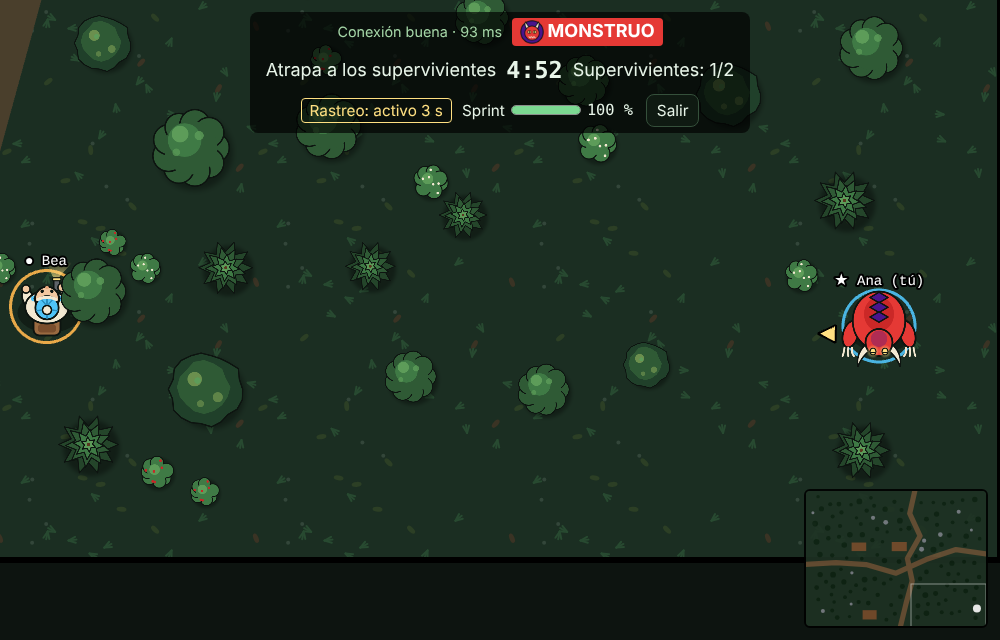 Conexión buena · 93 ms MONSTRUO
Atrapa a los supervivientes 4:52 Supervivientes: 1/2
Rastreo: activo 3 s Sprint 100 % Salir
Bea
Ana (tú)